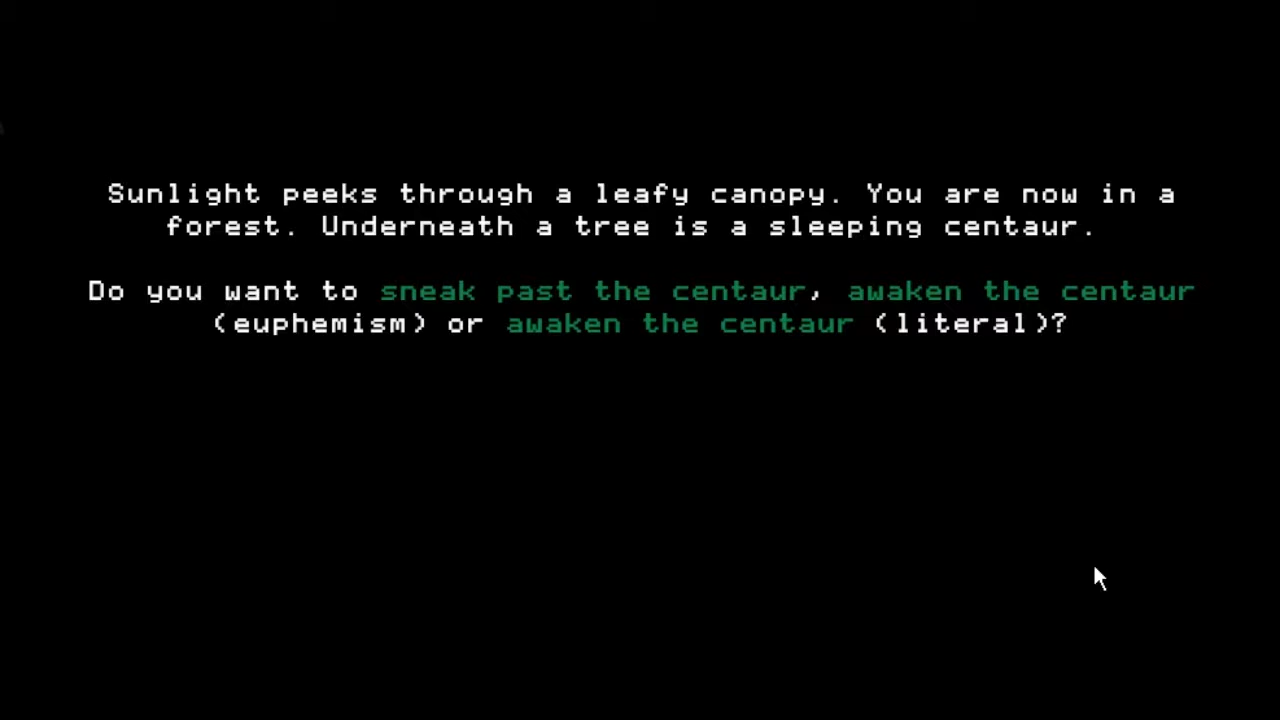 Sunlight peeks through a leafy canopy. You are now in a
forest. Underneath a tree is a sleeping centaur.
Do you want to sneak past the centaur, awaken the centaur
(euphemism) or awaken the centaur (literal)?